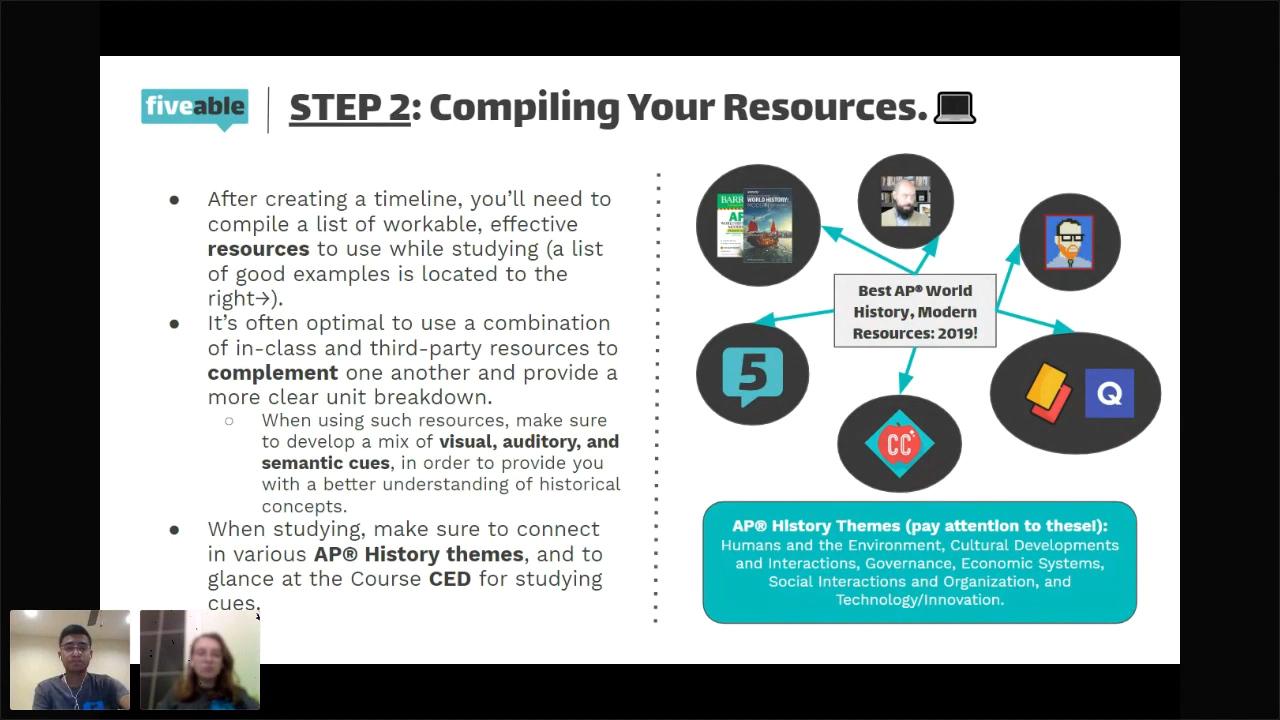 fiveable
STEP 2: Compiling Your Resources.
● After creating a timeline, you’ll need to
compile a list of workable, effective
resources to use while studying (a list
of good examples is located to the
right→).
● It’s often optimal to use a combination
of in-class and third-party resources to
complement one another and provide a
more clear unit breakdown.
○ When using such resources, make sure
to develop a mix of visual, auditory, and
semantic cues, in order to provide you
with a better understanding of historical
concepts.
● When studying, make sure to connect
in various AP® History themes, and to
glance at the Course CED for studying
cues.
BARR
AP
WORLD HISTORY:
MODERN
Best AP® World
History, Modern
Resources: 2019!
5
CC
Q
AP® History Themes (pay attention to these!):
Humans and the Environment, Cultural Developments
and Interactions, Governance, Economic Systems,
Social Interactions and Organization, and
Technology/Innovation.